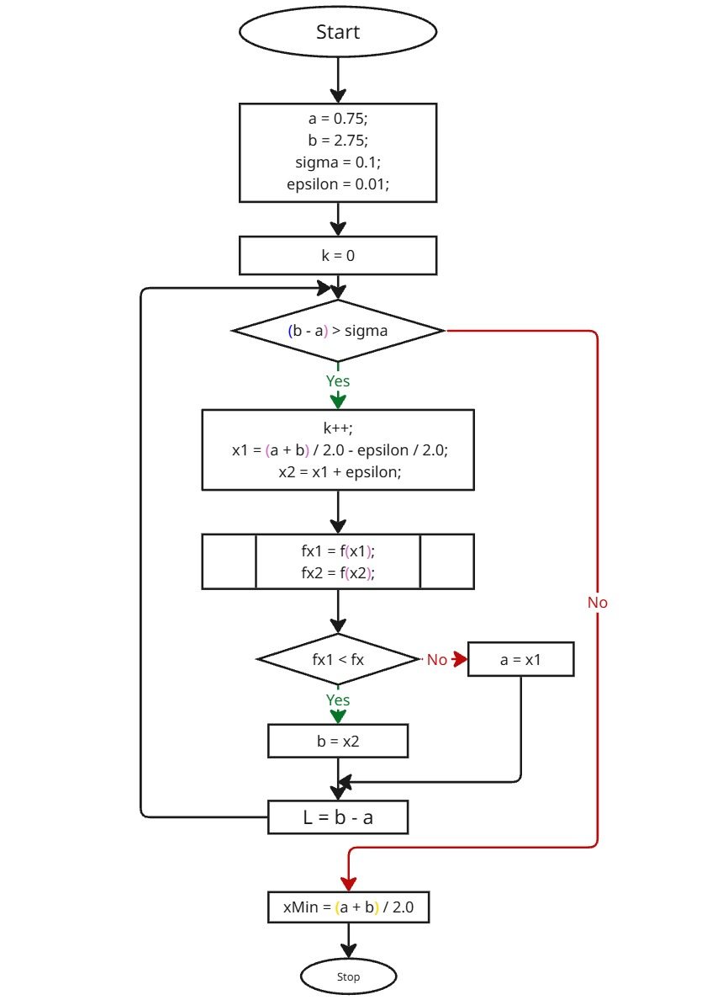 Start
a = 0.75;
b = 2.75;
sigma = 0.1;
epsilon = 0.01;
k = 0
(b - a) > sigma
Yes
k++;
x1 = (a + b) / 2.0 - epsilon / 2.0;
x2 = x1 + epsilon;
fx1 = f(x1);
fx2 = f(x2);
No
fx1 < fx
No
a = x1
Yes
b = x2
L = b - a
xMin = (a + b) / 2.0
Stop